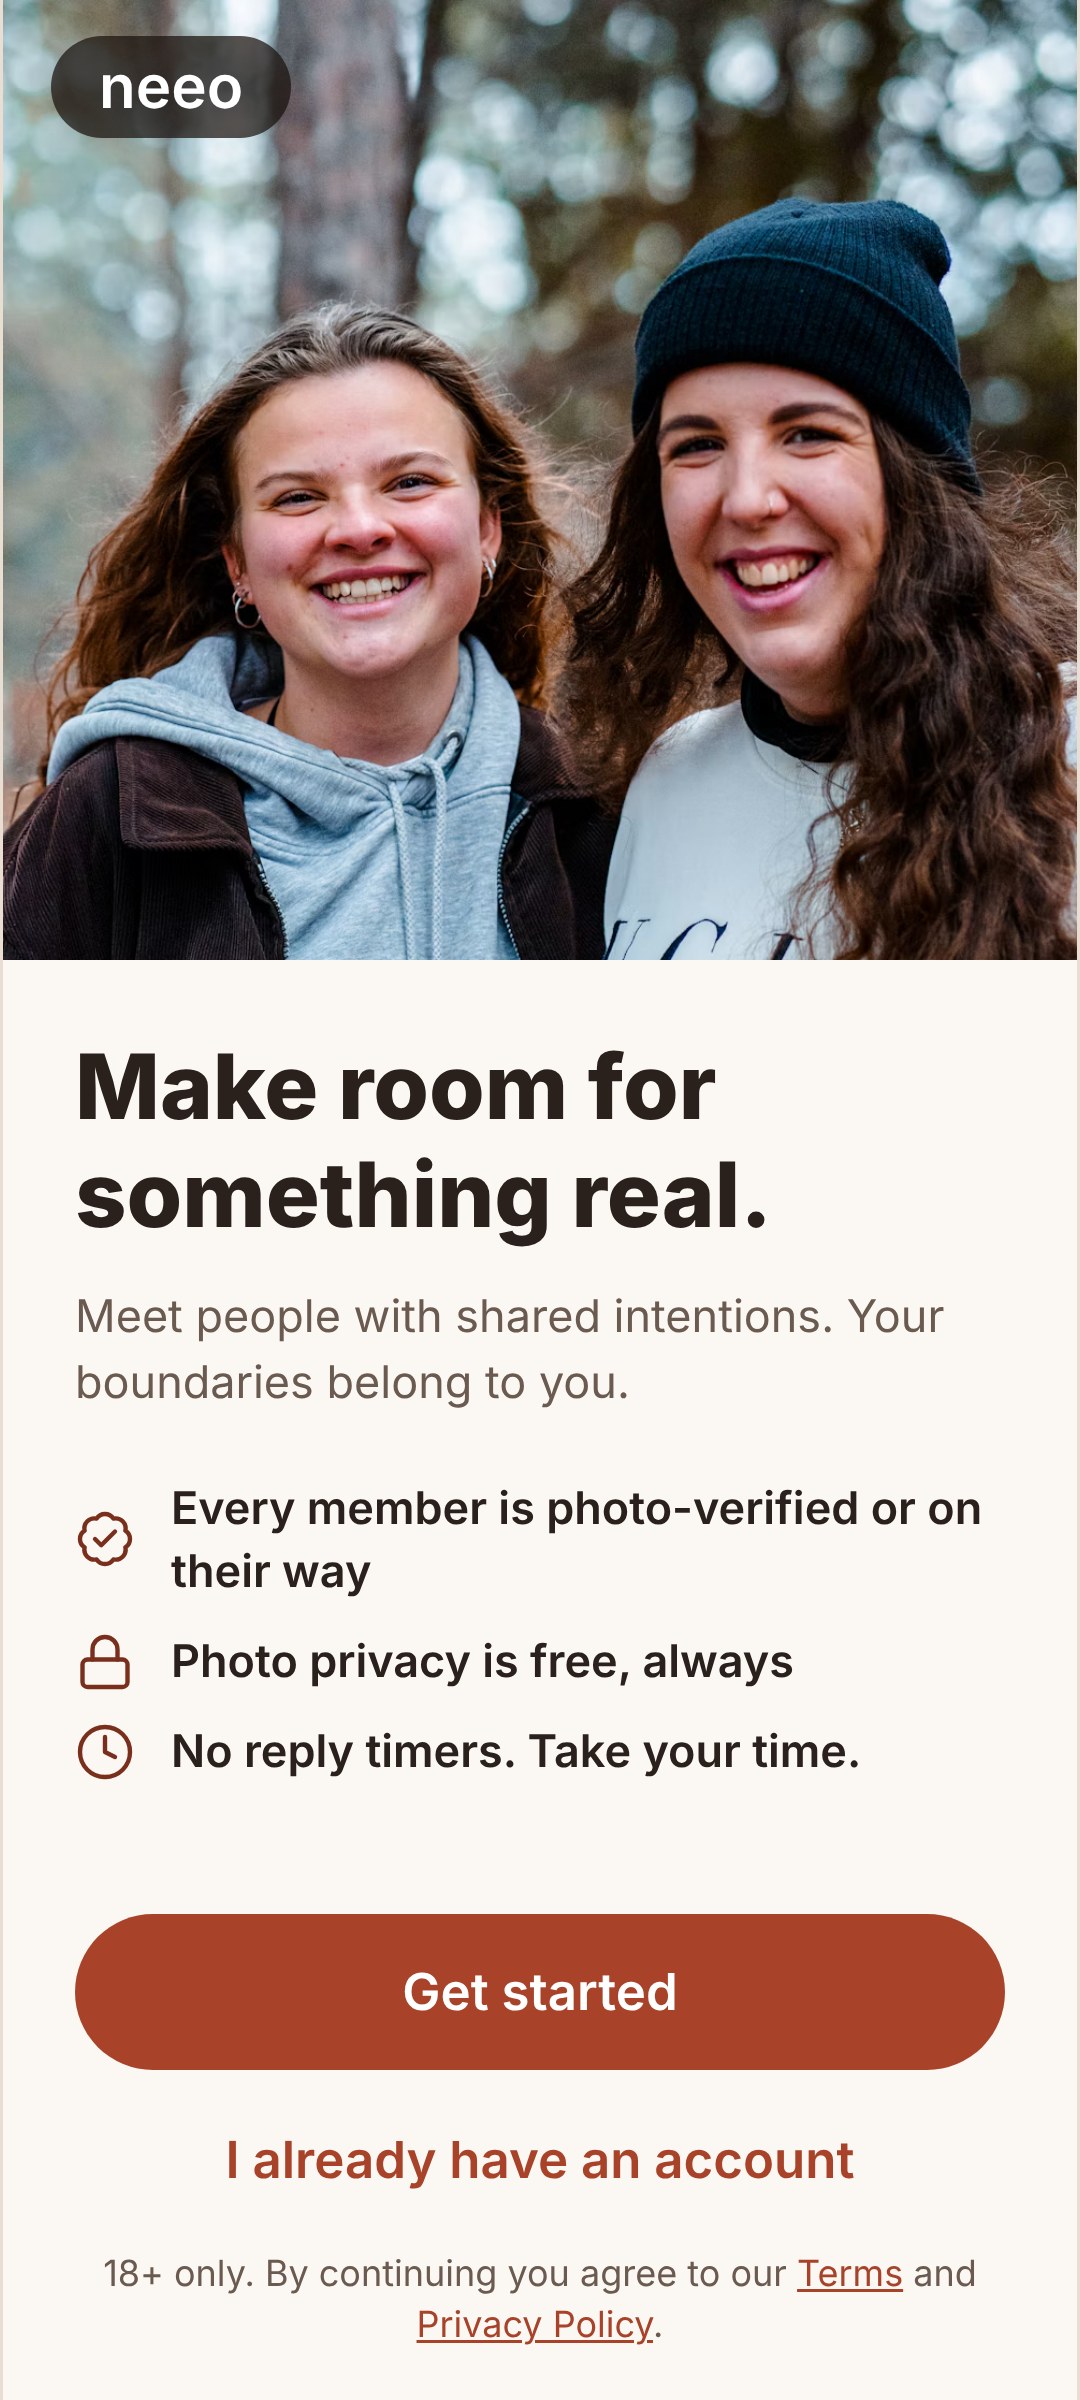 neeo
Make room for
something real.
Meet people with shared intentions. Your
boundaries belong to you.
Every member is photo-verified or on
their way
Photo privacy is free, always
No reply timers. Take your time.
Get started
I already have an account
18+ only. By continuing you agree to our Terms and
Privacy Policy.